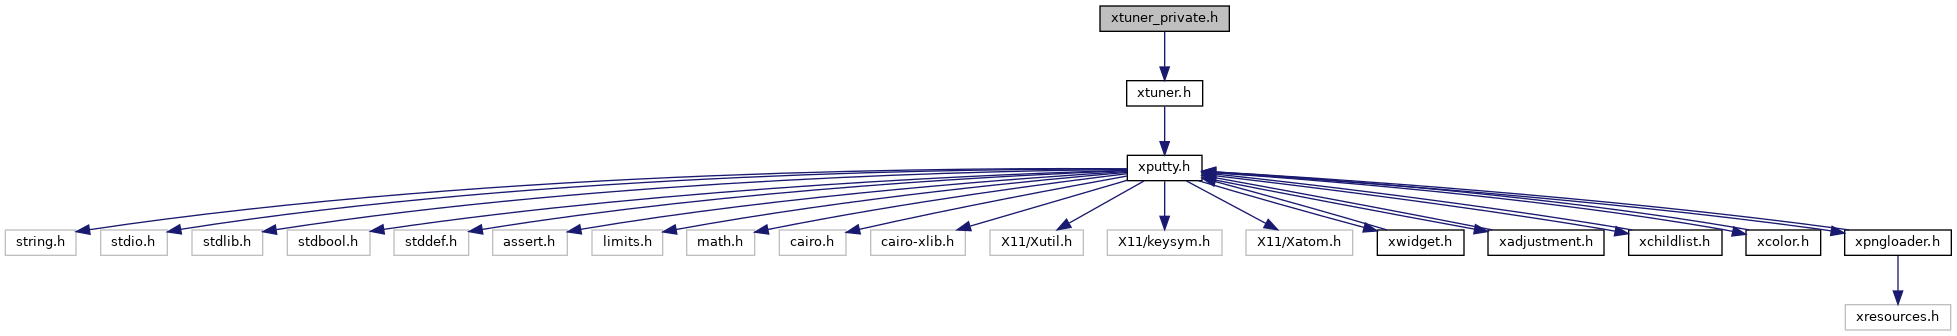 xtuner_private.h
xtuner.h
xputty.h
string.h
stdio.h
stdlib.h
stdbool.h
stddef.h
assert.h
limits.h
math.h
cairo.h
cairo-xlib.h
X11/Xutil.h
X11/keysym.h
X11/Xatom.h
xwidget.h
xadjustment.h
xchildlist.h
xcolor.h
xpngloader.h
xresources.h